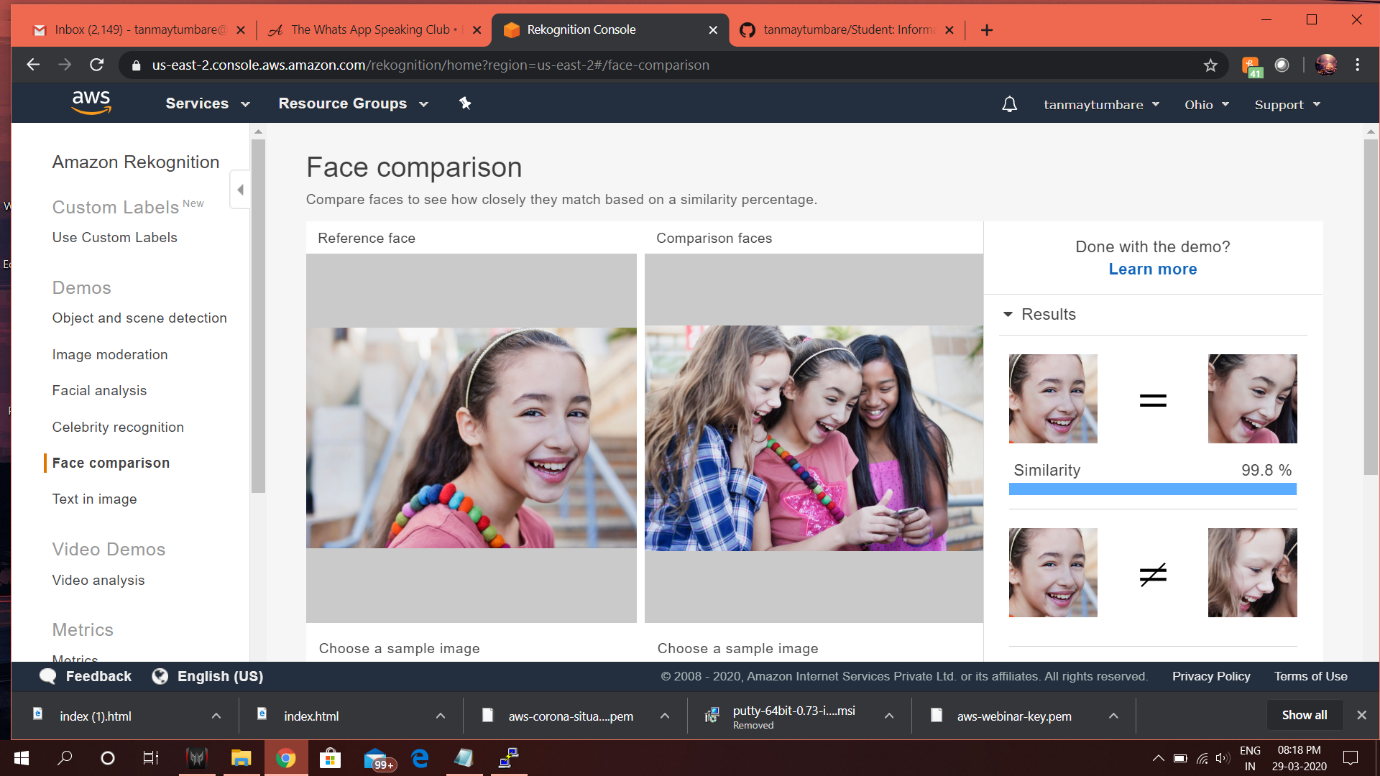 Inbox (2,149) - tanmaytumbare@
The Whats App Speaking Club •
Rekognition Console
tanmaytumbare/Student: Inform
us-east-2.console.aws.amazon.com/rekognition/home?region=us-east-2#/face-comparison
41
aws
Services
Resource Groups
tanmaytumbare
Ohio
Support
Amazon Rekognition
Custom Labels New
Use Custom Labels
Demos
Object and scene detection
Image moderation
Facial analysis
Celebrity recognition
Face comparison
Text in image
Video Demos
Video analysis
Metrics
Metrics
Face comparison
Compare faces to see how closely they match based on a similarity percentage.
Reference face
Comparison faces
Choose a sample image
Choose a sample image
Done with the demo?
Learn more
Results
=
Similarity 99.8 %
≠
Feedback
English (US)
© 2008 - 2020, Amazon Internet Services Private Ltd. or its affiliates. All rights reserved.
Privacy Policy
Terms of Use
index (1).html
index.html
aws-corona-situa....pem
putty-64bit-0.73-i....msi
Removed
aws-webinar-key.pem
Show all
99+
ENG
IN
08:18 PM
29-03-2020